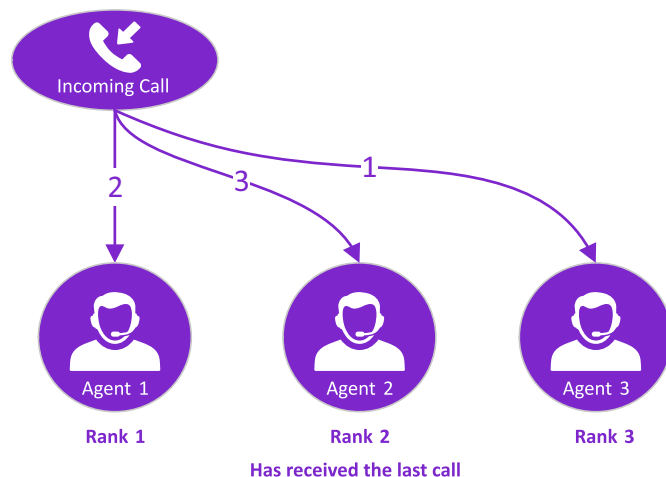 Incoming Call
2
3
1
Agent 1
Agent 2
Agent 3
Rank 1
Rank 2
Rank 3
Has received the last call